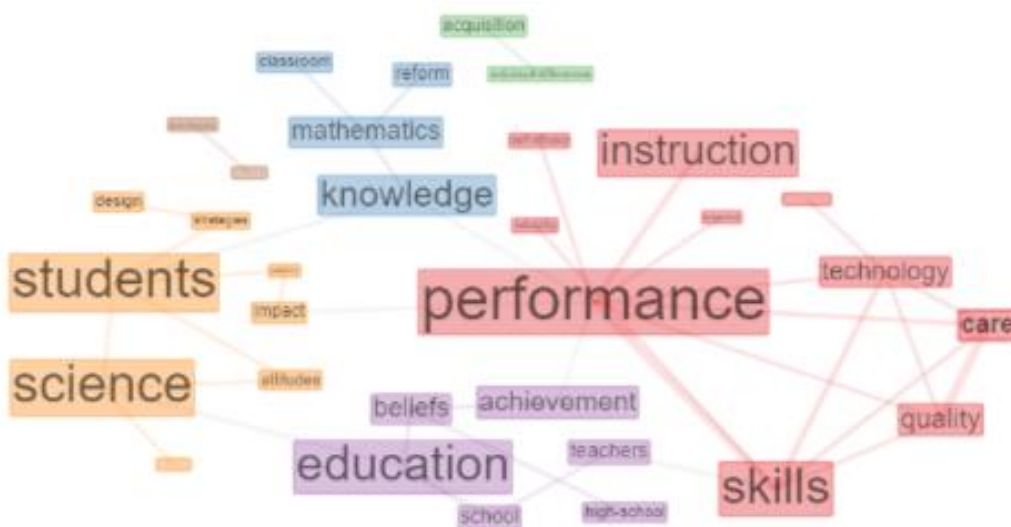 acquisition
classroom
reform
mathematics
instruction
knowledge
design
strategies
students
technology
performance
impact
care
science
attitudes
beliefs
achievement
quality
education
teachers
skills
school
high-school